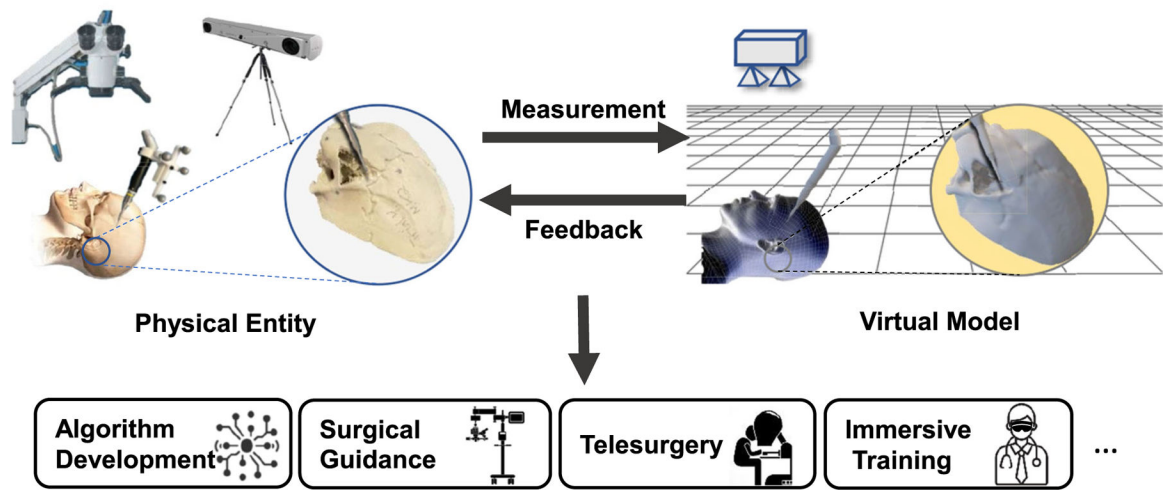 Measurement
Feedback
Physical Entity
Virtual Model
Algorithm
Development
Surgical
Guidance
Telesurgery
Immersive
Training
...